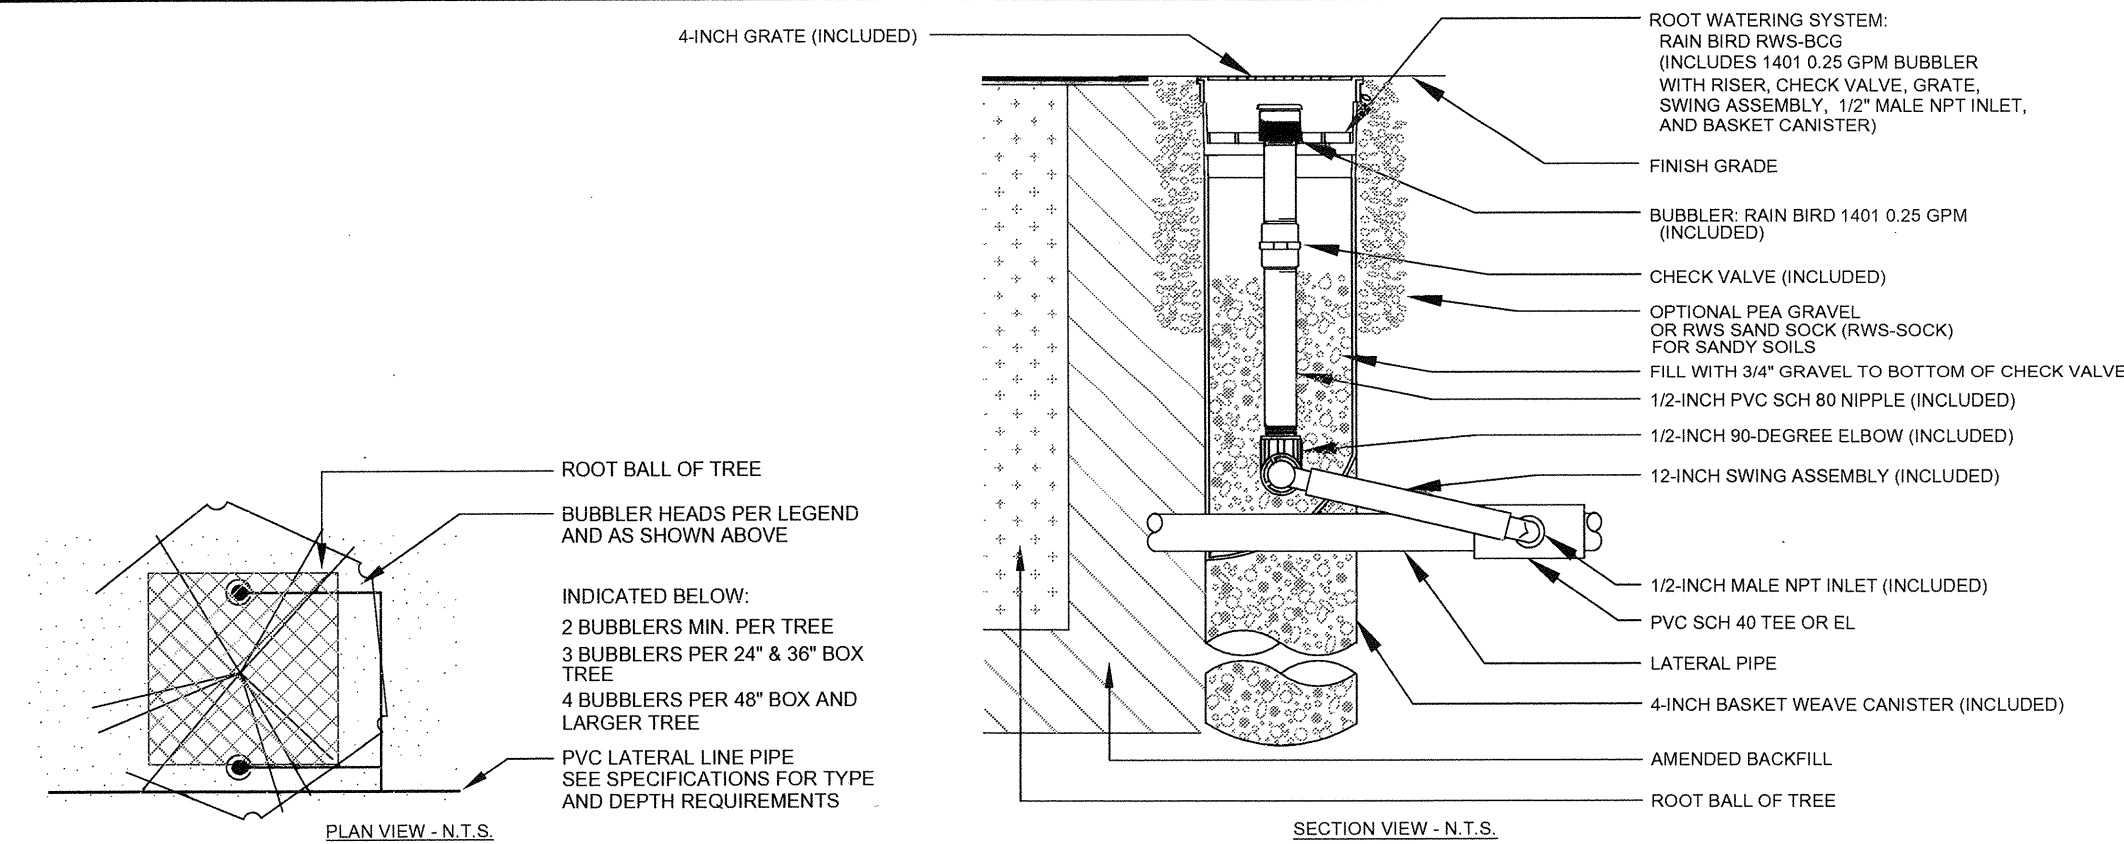 4-INCH GRATE (INCLUDED)
ROOT WATERING SYSTEM:
RAIN BIRD RWS-BCG
(INCLUDES 1401 0.25 GPM BUBBLER
WITH RISER, CHECK VALVE, GRATE,
SWING ASSEMBLY, 1/2" MALE NPT INLET,
AND BASKET CANISTER)
FINISH GRADE
BUBBLER: RAIN BIRD 1401 0.25 GPM
(INCLUDED)
CHECK VALVE (INCLUDED)
OPTIONAL PEA GRAVEL
OR RWS SAND SOCK (RWS-SOCK)
FOR SANDY SOILS
FILL WITH 3/4" GRAVEL TO BOTTOM OF CHECK VALVE
1/2-INCH PVC SCH 80 NIPPLE (INCLUDED)
1/2-INCH 90-DEGREE ELBOW (INCLUDED)
12-INCH SWING ASSEMBLY (INCLUDED)
1/2-INCH MALE NPT INLET (INCLUDED)
PVC SCH 40 TEE OR EL
LATERAL PIPE
4-INCH BASKET WEAVE CANISTER (INCLUDED)
AMENDED BACKFILL
ROOT BALL OF TREE
SECTION VIEW - N.T.S.
ROOT BALL OF TREE
BUBBLER HEADS PER LEGEND
AND AS SHOWN ABOVE
INDICATED BELOW:
2 BUBBLERS MIN. PER TREE
3 BUBBLERS PER 24" & 36" BOX
TREE
4 BUBBLERS PER 48" BOX AND
LARGER TREE
PVC LATERAL LINE PIPE
SEE SPECIFICATIONS FOR TYPE
AND DEPTH REQUIREMENTS
PLAN VIEW - N.T.S.